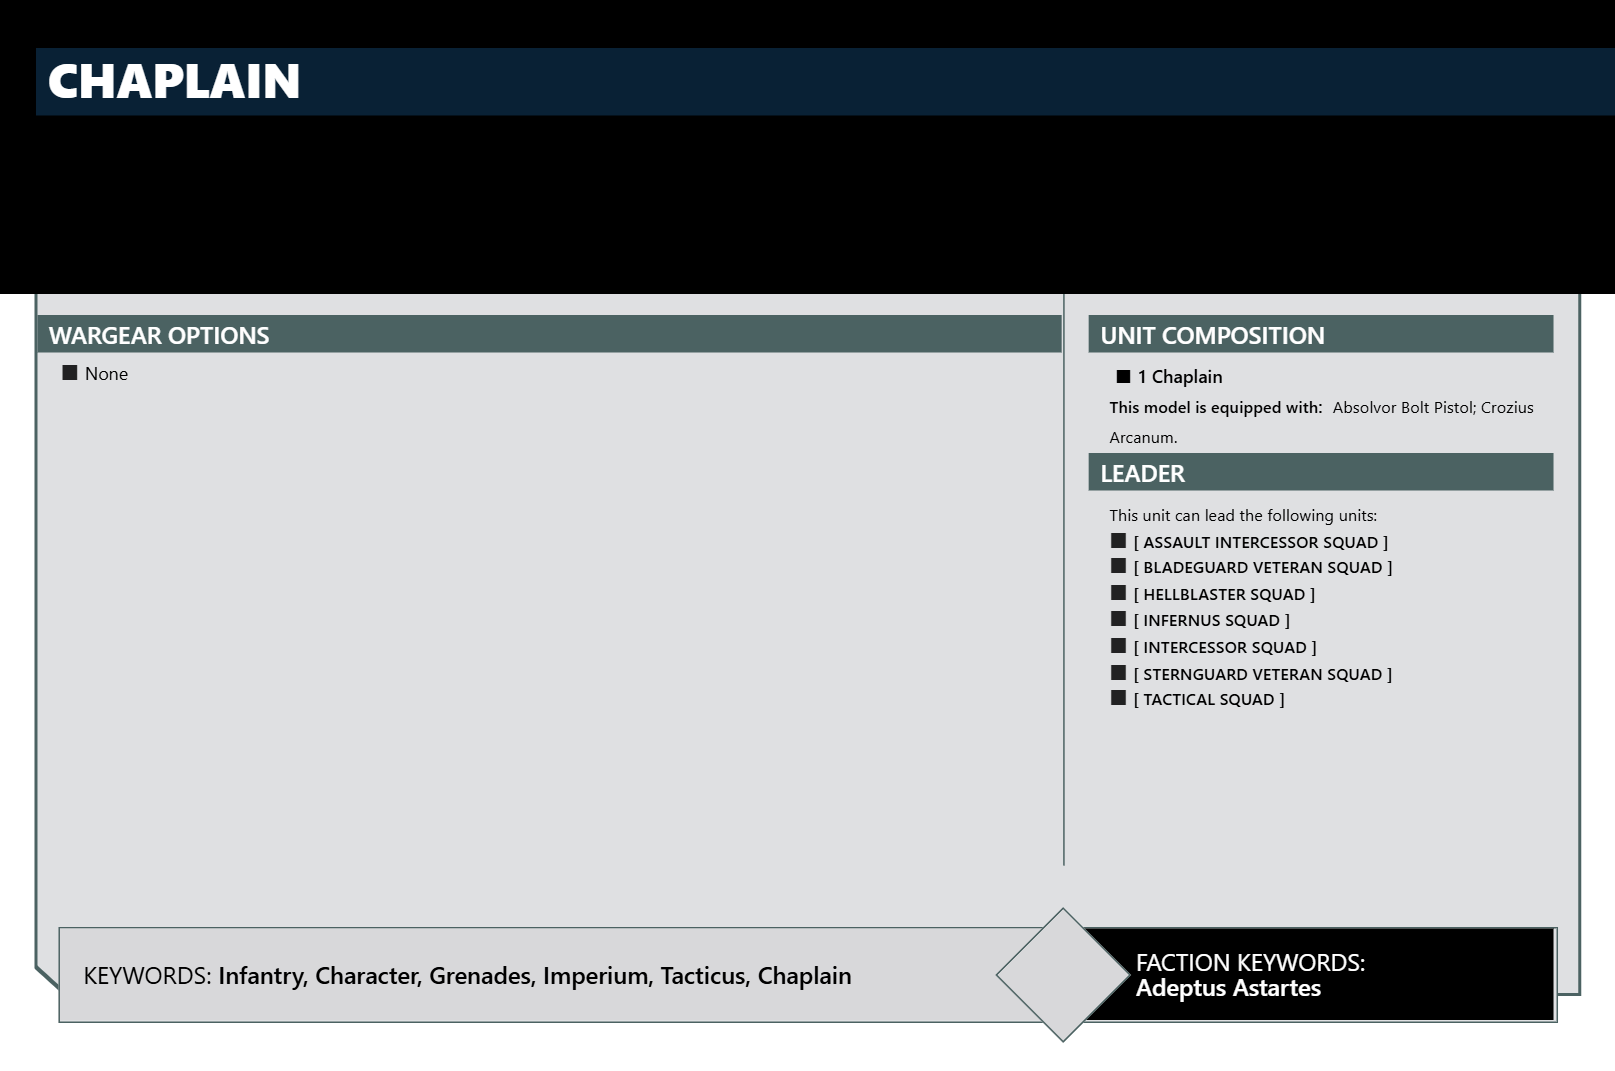 CHAPLAIN
WARGEAR OPTIONS
■ None
UNIT COMPOSITION
■ 1 Chaplain
This model is equipped with: Absolvor Bolt Pistol; Crozius
Arcanum.
LEADER
This unit can lead the following units:
■ [ ASSAULT INTERCESSOR SQUAD ]
■ [ BLADEGUARD VETERAN SQUAD ]
■ [ HELLBLASTER SQUAD ]
■ [ INFERNUS SQUAD ]
■ [ INTERCESSOR SQUAD ]
■ [ STERNGUARD VETERAN SQUAD ]
■ [ TACTICAL SQUAD ]
KEYWORDS: Infantry, Character, Grenades, Imperium, Tacticus, Chaplain
FACTION KEYWORDS:
Adeptus Astartes